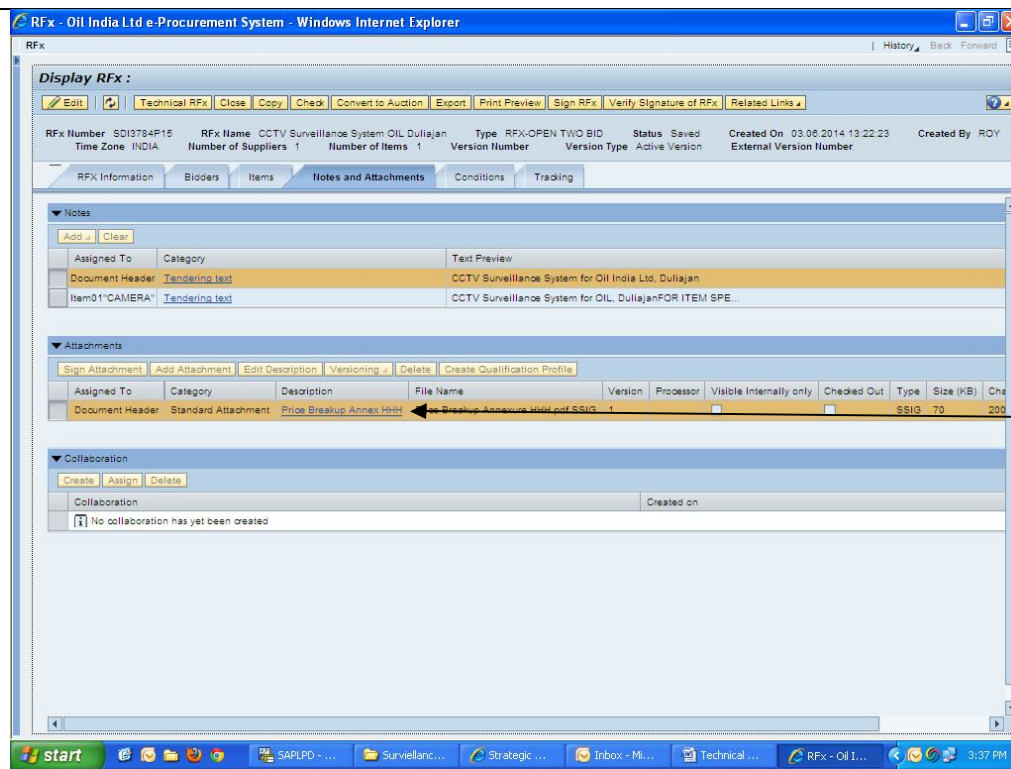 RFx - Oil India Ltd e-Procurement System - Windows Internet Explorer
RFx History Back Forward
Display RFx :
Edit Technical RFx Close Copy Check Convert to Auction Export Print Preview Sign RFx Verify Signature of RFx Related Links
RFx Number SDI3784P15 RFx Name CCTV Surveillance System OIL Duliajan Type RFX-OPEN TWO BID Status Saved Created On 03.06.2014 13:22:23 Created By ROY
Time Zone INDIA Number of Suppliers 1 Number of Items 1 Version Number Version Type Active Version External Version Number
RFX Information Bidders Items Notes and Attachments Conditions Tracking
Notes
Add Clear
Assigned To Category Text Preview
Document Header Tendering text CCTV Surveillance System for Oil India Ltd, Duliajan
Item01"CAMERA" Tendering text CCTV Surveillance System for OIL, DuliajanFOR ITEM SPE...
Attachments
Sign Attachment Add Attachment Edit Description Versioning Delete Create Qualification Profile
Assigned To Category Description File Name Version Processor Visible Internally only Checked Out Type Size (KB) Cha
Document Header Standard Attachment Price Breakup Annex HHH Breakup Annexure HHH.pdf.SSIG 1 SSIG 70 200
Collaboration
Create Assign Delete
Collaboration Created on
No collaboration has yet been created
start SAPLPD - ... Surviellanc... Strategic ... Inbox - Mi... Technical ... RFx - Oil I... 3:37 PM